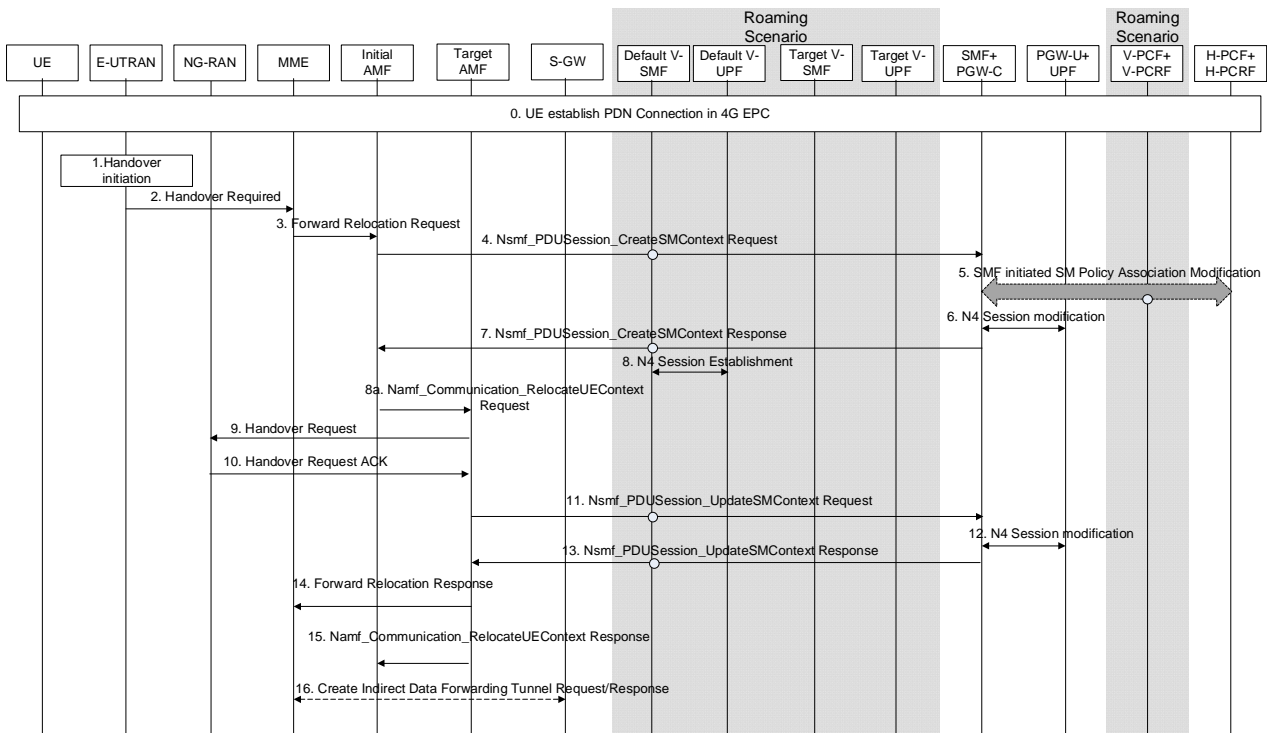 Roaming
Scenario
Roaming
Scenario
UE
E-UTRAN
NG-RAN
MME
Initial
AMF
Target
AMF
S-GW
Default V-
SMF
Default V-
UPF
Target V-
SMF
Target V-
UPF
SMF+
PGW-C
PGW-U+
UPF
V-PCF+
V-PCRF
H-PCF+
H-PCRF
0. UE establish PDN Connection in 4G EPC
1.Handover
initiation
2. Handover Required
3. Forward Relocation Request
4. Nsmf_PDUSession_CreateSMContext Request
5. SMF initiated SM Policy Association Modification
6. N4 Session modification
7. Nsmf_PDUSession_CreateSMContext Response
8. N4 Session Establishment
8a. Namf_Communication_RelocateUEContext
Request
9. Handover Request
10. Handover Request ACK
11. Nsmf_PDUSession_UpdateSMContext Request
12. N4 Session modification
13. Nsmf_PDUSession_UpdateSMContext Response
14. Forward Relocation Response
15. Namf_Communication_RelocateUEContext Response
16. Create Indirect Data Forwarding Tunnel Request/Response